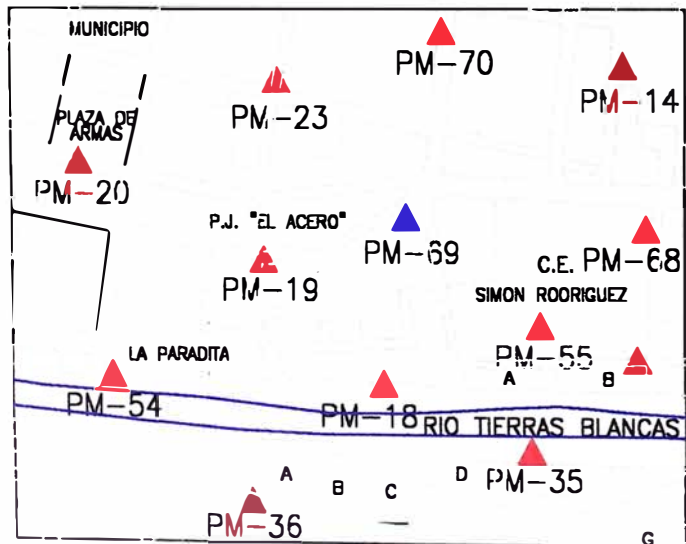 MUNICIPIO
PM-70
PM-14
PM-23
PLAZA DE
ARMAS
PM-20
P.J. "EL ACERO"
PM-69
C.E. PM-68
PM-19
SIMON ROORIGUEZ
LA PARADITA
PM-55
A B
PM-54
PM-18
RIO TIERRAS BLANCAS
A B C D
PM-35
PM-36
G